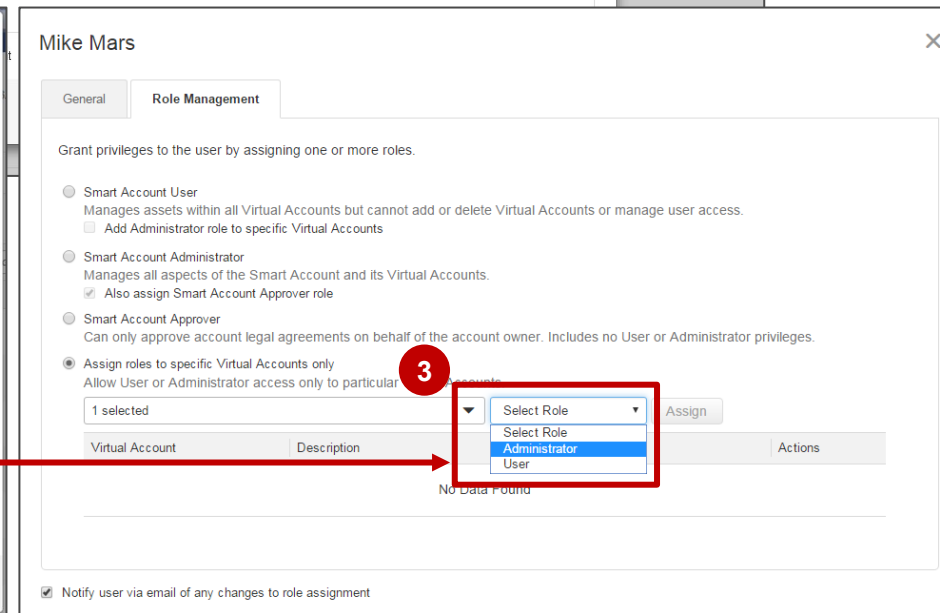 Mike Mars
General
Role Management
Grant privileges to the user by assigning one or more roles.
Smart Account User
Manages assets within all Virtual Accounts but cannot add or delete Virtual Accounts or manage user access.
Add Administrator role to specific Virtual Accounts
Smart Account Administrator
Manages all aspects of the Smart Account and its Virtual Accounts.
Also assign Smart Account Approver role
Smart Account Approver
Can only approve account legal agreements on behalf of the account owner. Includes no User or Administrator privileges.
Assign roles to specific Virtual Accounts only
Allow User or Administrator access only to particular Accounts
3
1 selected
Select Role
Assign
Select Role
Administrator
User
Virtual Account
Description
Actions
No Data Found
Notify user via email of any changes to role assignment